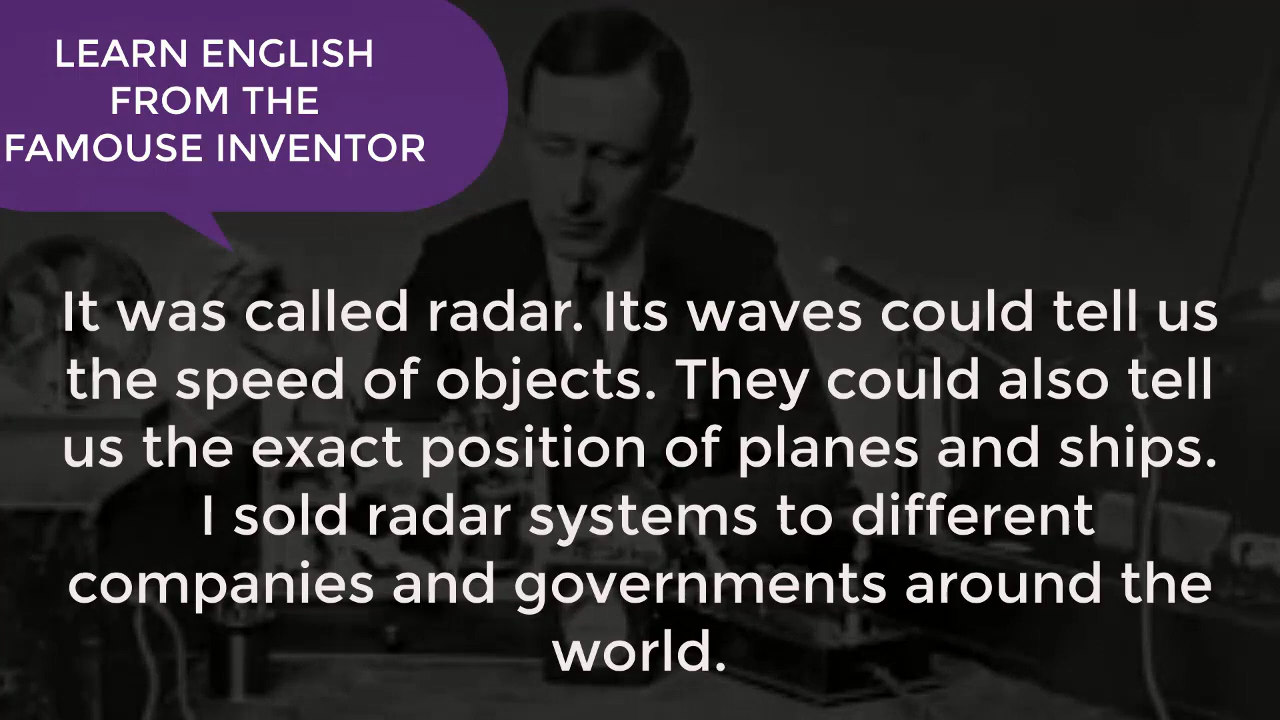 LEARN ENGLISH
FROM THE
FAMOUSE INVENTOR
It was called radar. Its waves could tell us
the speed of objects. They could also tell
us the exact position of planes and ships.
I sold radar systems to different
companies and governments around the
world.